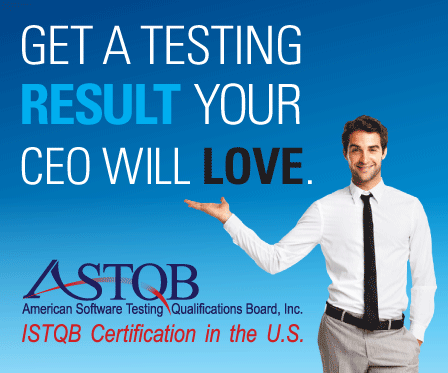 GET A TESTING
RESULT YOUR
CEO WILL LOVE.
ASTQB
American Software Testing Qualifications Board, Inc.
ISTQB Certification in the U.S.